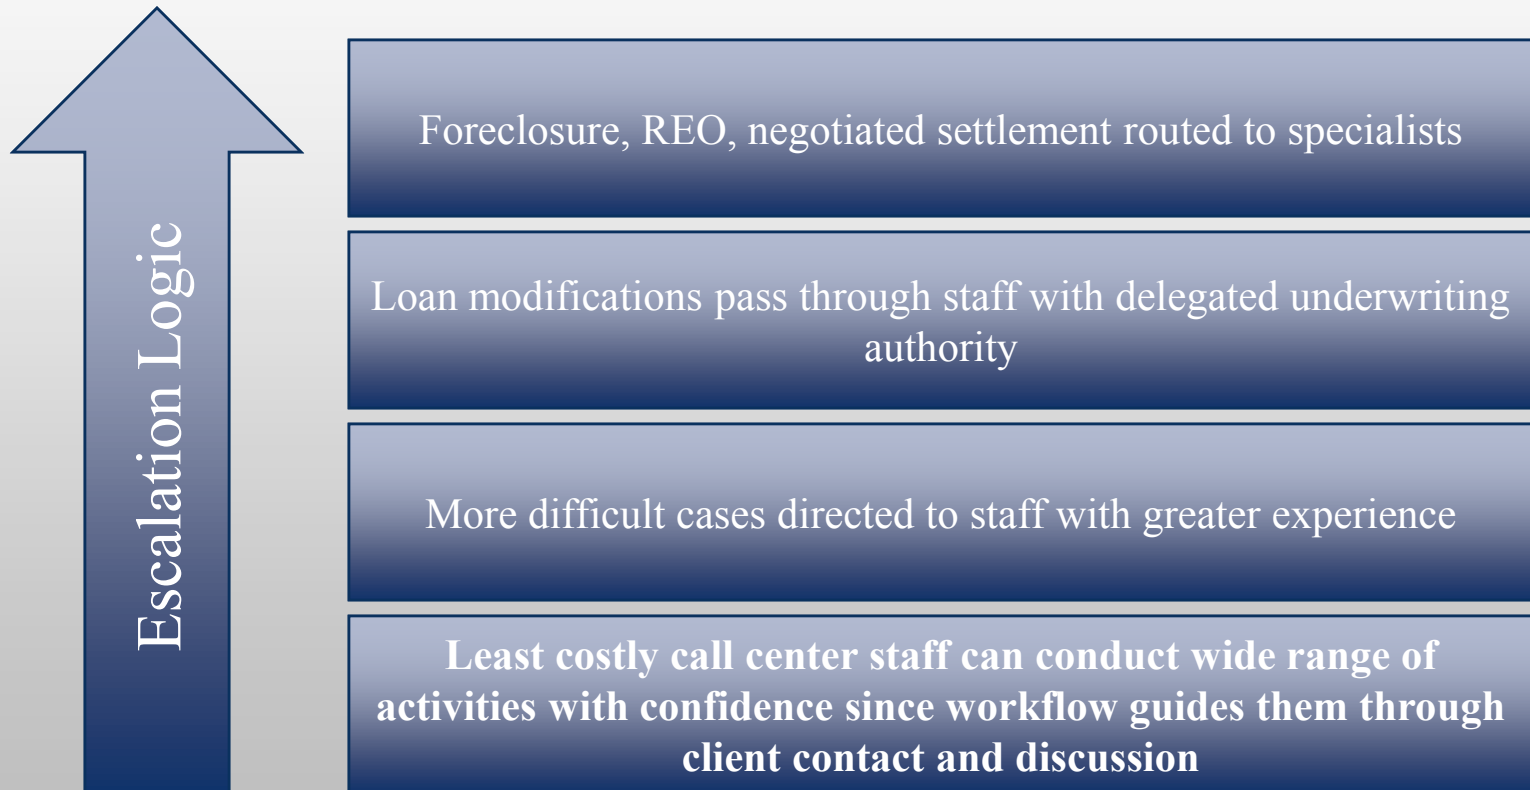 Escalation Logic
Foreclosure, REO, negotiated settlement routed to specialists
Loan modifications pass through staff with delegated underwriting
authority
More difficult cases directed to staff with greater experience
Least costly call center staff can conduct wide range of
activities with confidence since workflow guides them through
client contact and discussion